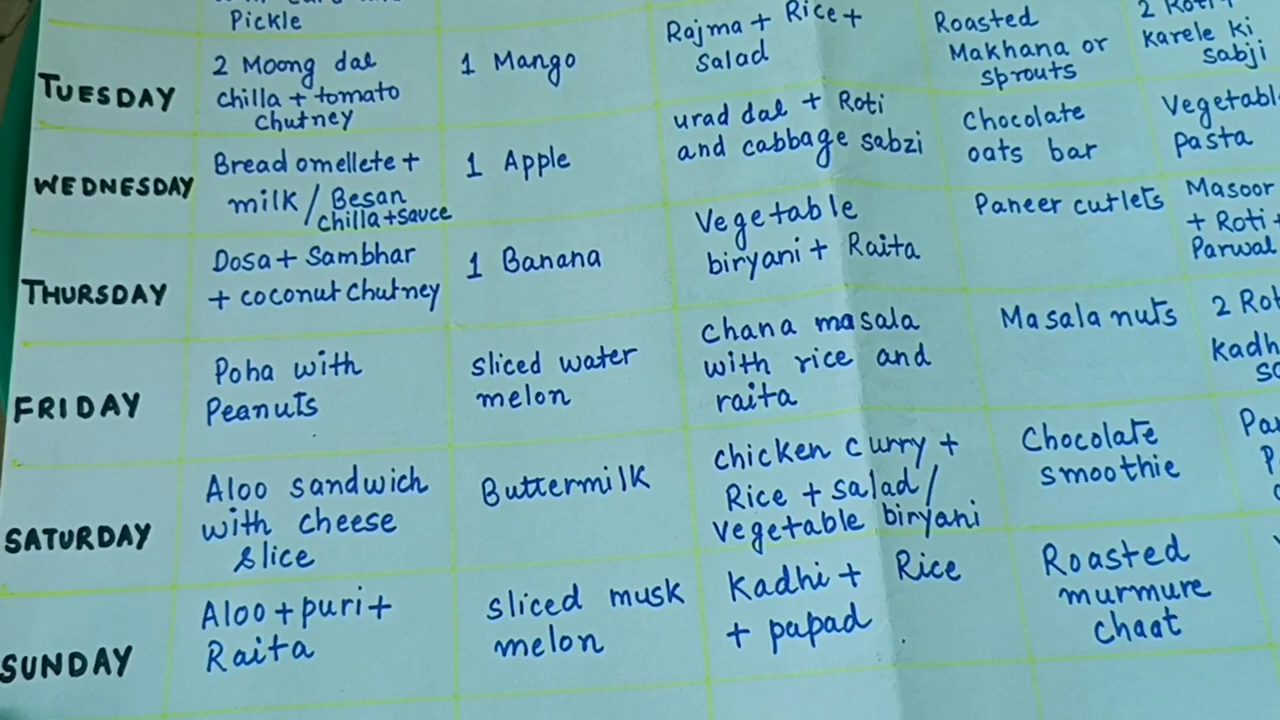 Pickle
TUESDAY
2 Moong dal
chilla + tomato
chutney
1 Mango
Rajma + Rice +
salad
Roasted
Makhana or
sprouts
2 Roti +
karele ki
sabji
WEDNESDAY
Bread omellete +
milk / Besan
chilla + sauce
1 Apple
urad dal + Roti
and cabbage sabzi
Chocolate
oats bar
pasta
THURSDAY
Dosa + Sambhar
+ coconut chutney
1 Banana
Vegetable
biryani + Raita
Paneer cutlets
Masoor
+ Roti +
Parwal
FRIDAY
Poha with
Peanuts
sliced water
melon
chana masala
with rice and
raita
Masala nuts
2
SATURDAY
Aloo sandwich
with cheese
slice
Buttermilk
chicken curry +
Rice + salad /
vegetable biryani
Chocolate
smoothie
SUNDAY
Aloo + puri +
Raita
sliced musk
melon
Kadhi + Rice
+ papad
Roasted
murmure
chaat